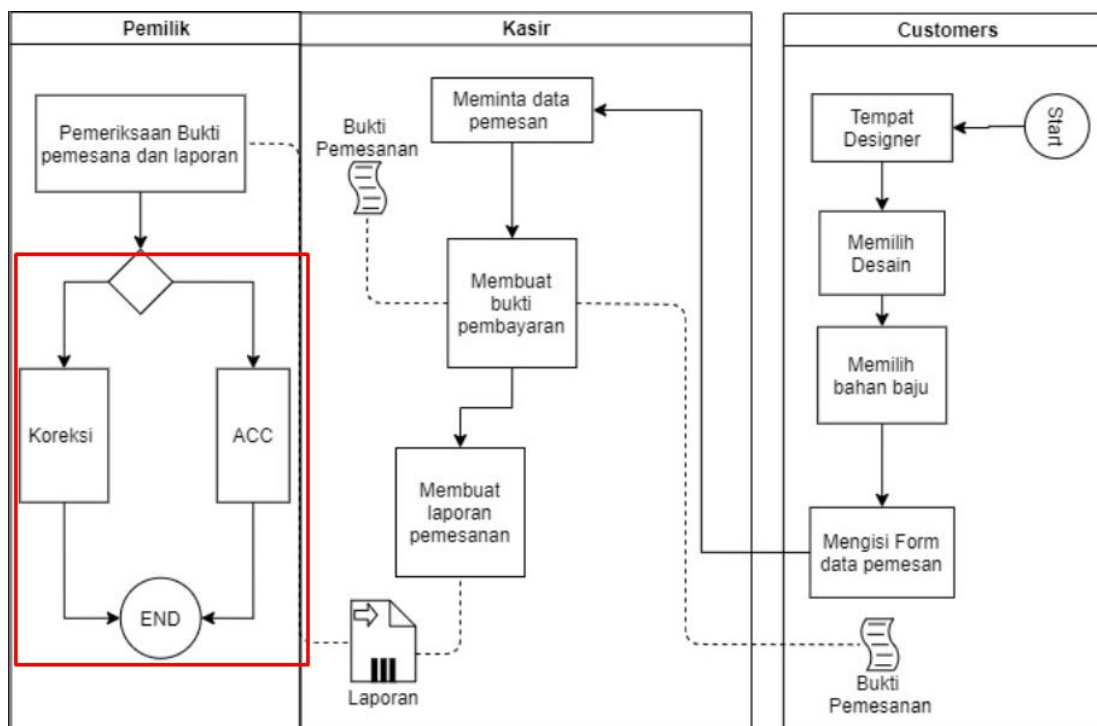 Pemilik
Kasir
Customers
Pemeriksaan Bukti
pemesana dan laporan
Koreksi
ACC
END
Bukti
Pemesanan
Meminta data
pemesan
Membuat
bukti
pembayaran
Membuat
laporan
pemesanan
Laporan
Start
Tempat
Designer
Memilih
Desain
Memilih
bahan baju
Mengisi Form
data pemesan
Bukti
Pemesanan